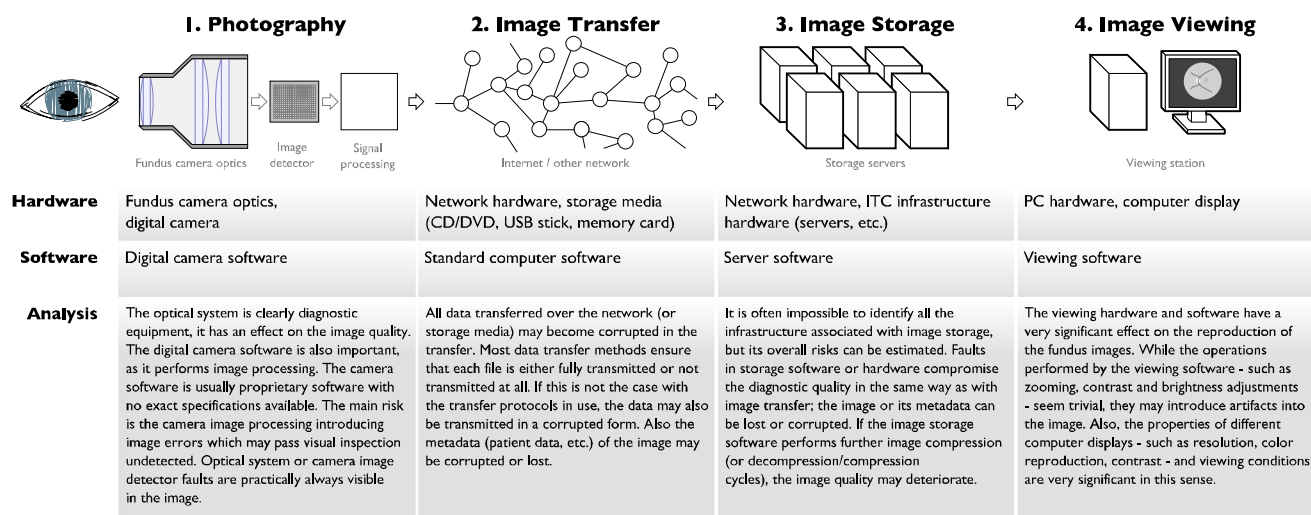 1. Photography
2. Image Transfer
3. Image Storage
4. Image Viewing
Fundus camera optics
Image
detector
Signal
processing
Internet / other network
Storage servers
Viewing station
Hardware
Fundus camera optics,
digital camera
Network hardware, storage media
(CD/DVD, USB stick, memory card)
Network hardware, ITC infrastructure
hardware (servers, etc.)
PC hardware, computer display
Software
Digital camera software
Standard computer software
Server software
Viewing software
Analysis
The optical system is clearly diagnostic
equipment, it has an effect on the image quality.
The digital camera software is also important,
as it performs image processing. The camera
software is usually proprietary software with
no exact specifications available. The main risk
is the camera image processing introducing
image errors which may pass visual inspection
undetected. Optical system or camera image
detector faults are practically always visible
in the image.
All data transferred over the network (or
storage media) may become corrupted in the
transfer. Most data transfer methods ensure
that each file is either fully transmitted or not
transmitted at all. If this is not the case with
the transfer protocols in use, the data may also
be transmitted in a corrupted form. Also the
metadata (patient data, etc.) of the image may
be corrupted or lost.
It is often impossible to identify all the
infrastructure associated with image storage,
but its overall risks can be estimated. Faults
in storage software or hardware compromise
the diagnostic quality in the same way as with
image transfer; the image or its metadata can
be lost or corrupted. If the image storage
software performs further image compression
(or decompression/compression
cycles), the image quality may deteriorate.
The viewing hardware and software have a
very significant effect on the reproduction of
the fundus images. While the operations
performed by the viewing software - such as
zooming, contrast and brightness adjustments
- seem trivial, they may introduce artifacts into
the image. Also, the properties of different
computer displays - such as resolution, color
reproduction, contrast - and viewing conditions
are very significant in this sense.